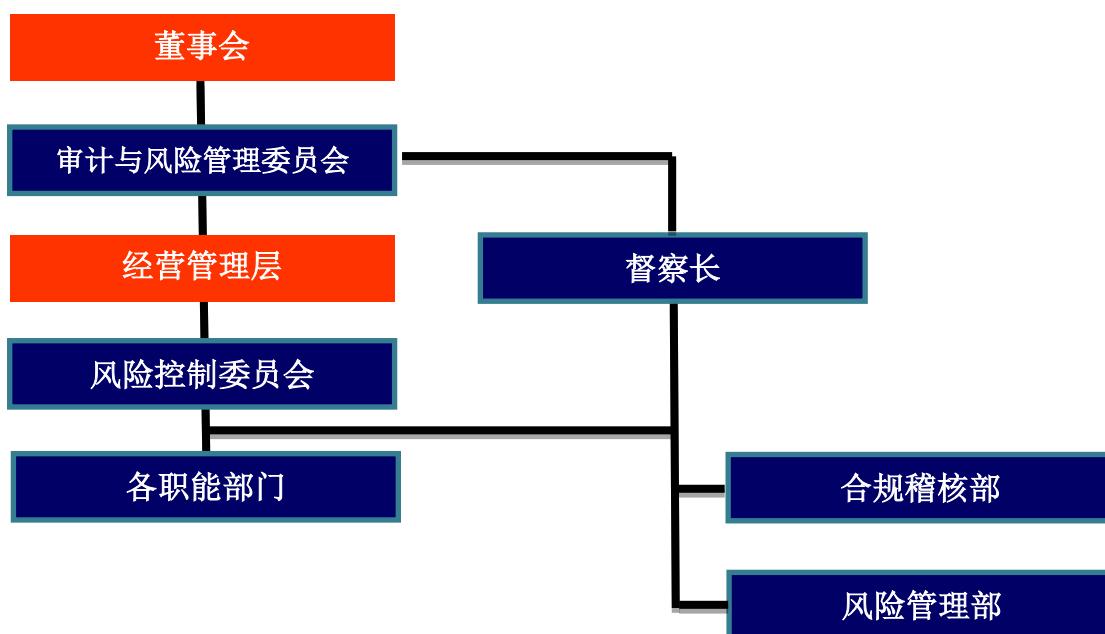 董事会
审计与风险管理委员会
经营管理层
督察长
风险控制委员会
各职能部门
合规稽核部
风险管理部